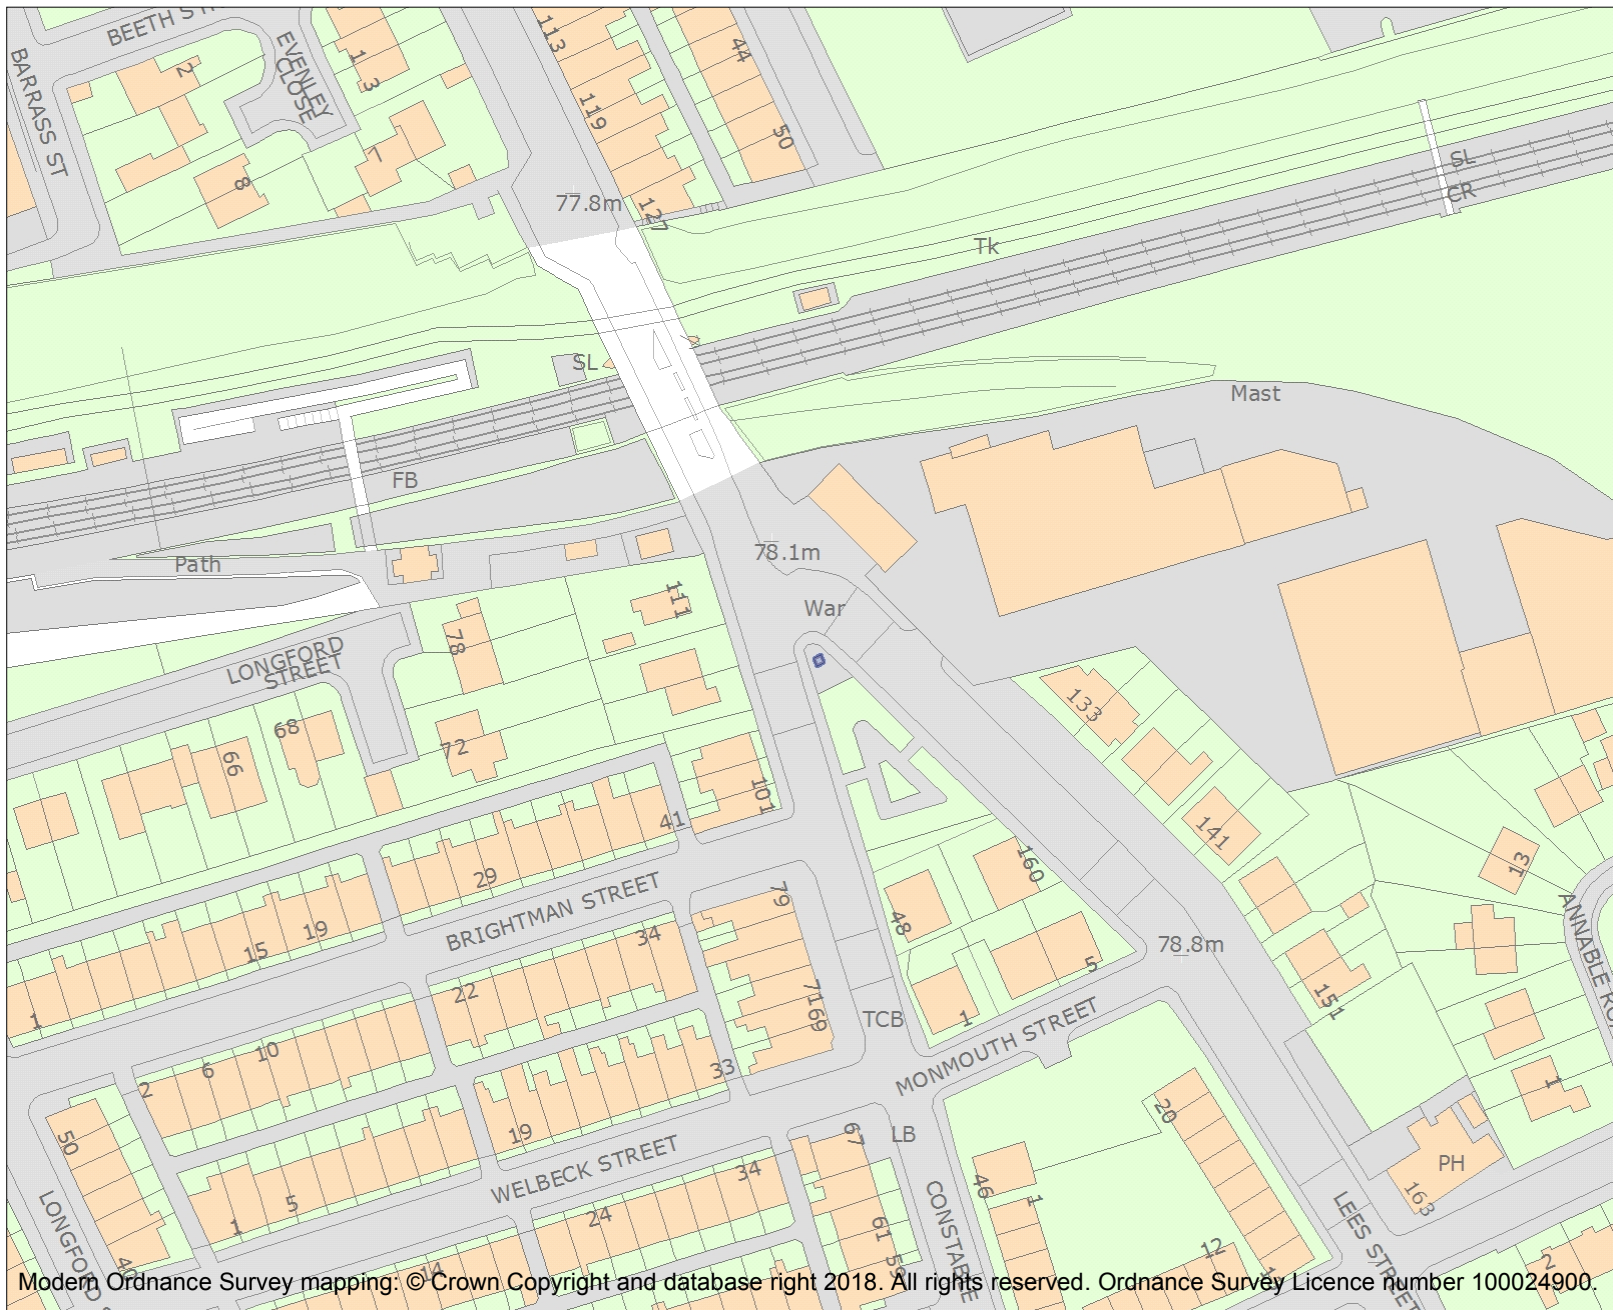 BEETH ST
BARRASS ST
EVENLEY
CLOSE
2
1
3
7
8
113
119
127
44
50
77.8m
Tk
SL
CR
SL
FB
Mast
Path
78.1m
War
111
78
LONGFORD
STREET
68
66
72
133
141
13
101
41
29
160
79
BRIGHTMAN STREET
19
15
1
34
22
48
5
78.8m
151
ANNABLE RO
7169
TCB
1
MONMOUTH STREET
10
6
2
33
19
20
1
67
LB
50
WELBECK STREET
34
PH
163
5
1
24
46
1
61
59
CONSTABLE
LONGFORD S
40
14
12
1
LEES STREET
2
Modern Ordnance Survey mapping: © Crown Copyright and database right 2018. All rights reserved. Ordnance Survey Licence number 100024900.